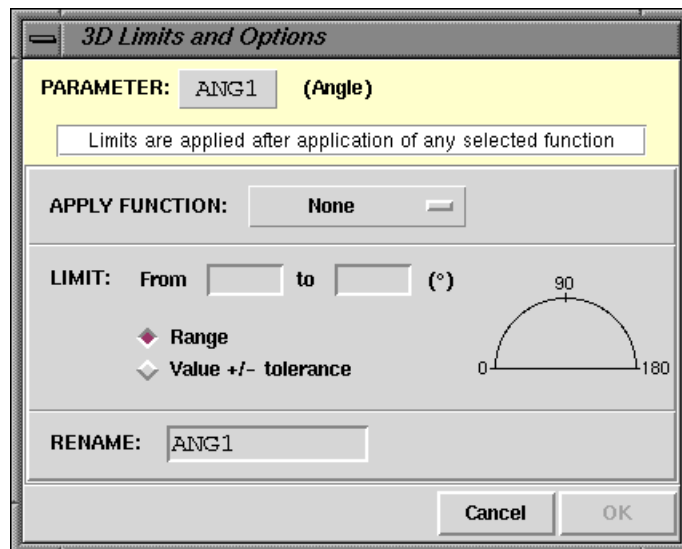 3D Limits and Options
PARAMETER: ANG1 (Angle)
Limits are applied after application of any selected function
APPLY FUNCTION: None
LIMIT: From to (°)
90
Range
Value +/- tolerance
0 180
RENAME: ANG1
Cancel OK